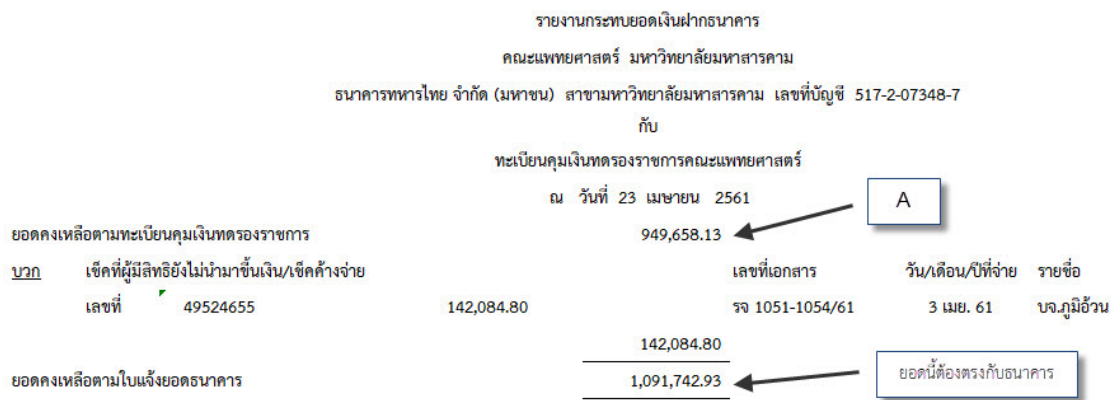 รายงานกระทบยอดเงินฝากธนาคาร
คณะแพทยศาสตร์ มหาวิทยาลัยมหาสารคาม
ธนาคารทหารไทย จำกัด (มหาชน) สาขามหาวิทยาลัยมหาสารคาม เลขที่บัญชี 517-2-07348-7
กับ
ทะเบียนคุมเงินทดรองราชการคณะแพทยศาสตร์
ณ วันที่ 23 เมษายน 2561
A
ยอดคงเหลือตามทะเบียนคุมเงินทดรองราชการ 949,658.13
บวก เช็คที่ผู้มีสิทธิยังไม่นำมาขึ้นเงิน/เช็คค้างจ่าย เลขที่เอกสาร วัน/เดือน/ปีที่จ่าย รายชื่อ
เลขที่ 49524655 142,084.80 รจ 1051-1054/61 3 เมย. 61 บจ.ภูมิอ้วน
142,084.80
ยอดคงเหลือตามใบแจ้งยอดธนาคาร 1,091,742.93 ยอดนี้ต้องตรงกับธนาคาร